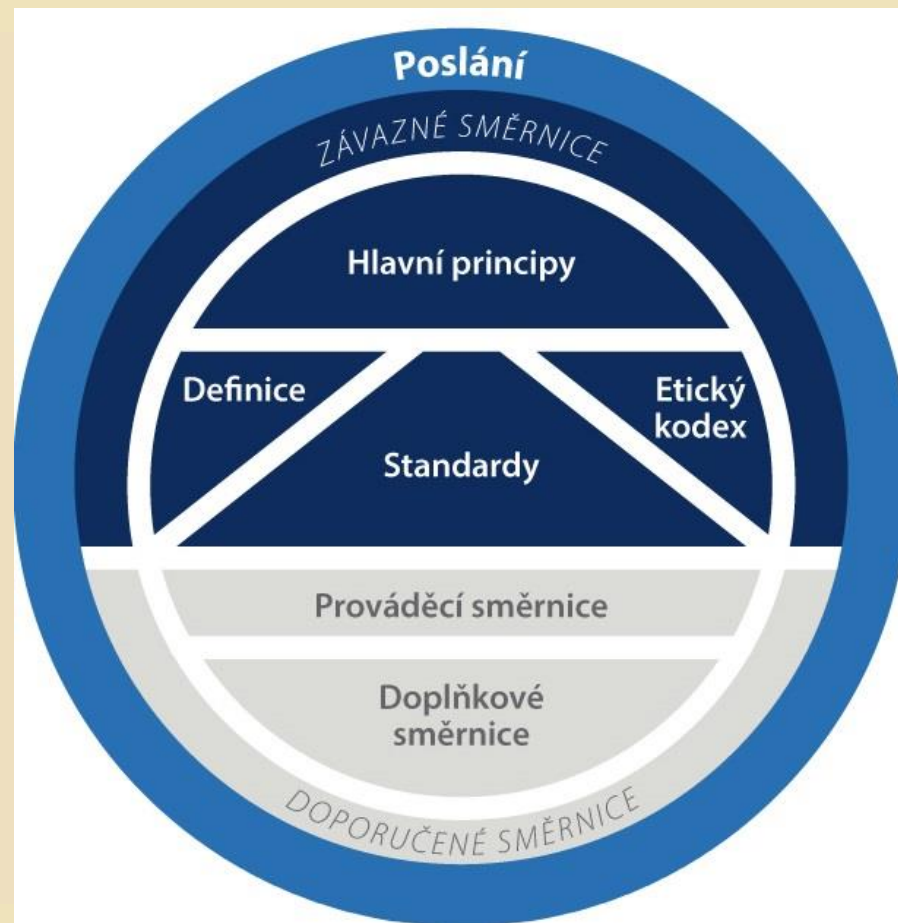 Poslání
ZÁVAZNÉ SMĚRNICE
Hlavní principy
Definice
Etický
kodex
Standardy
Prováděcí směrnice
Doplňkové
směrnice
DOPORUČENÉ SMĚRNICE